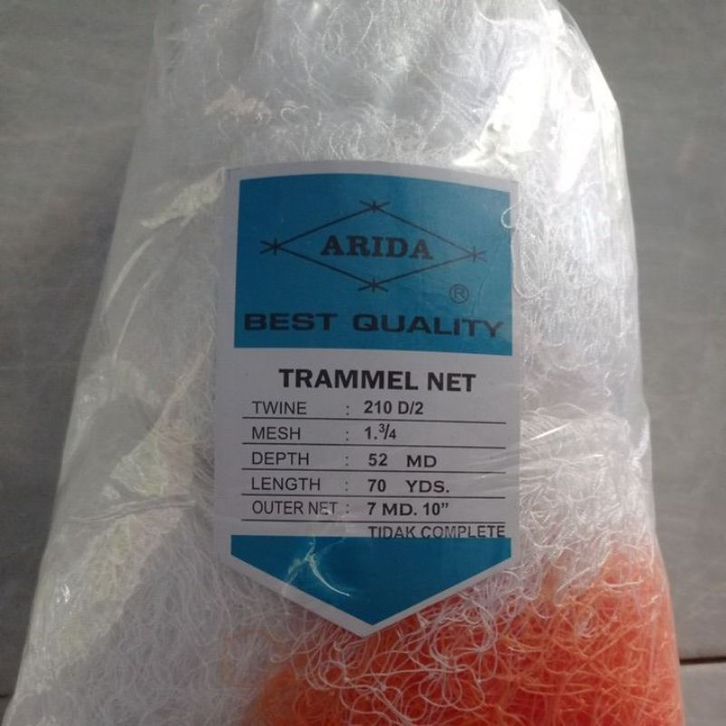 ARIDA
®
BEST QUALITY
TRAMMEL NET
TWINE : 210 D/2
MESH : 1.3/4
DEPTH : 52 MD
LENGTH : 70 YDS.
OUTER NET : 7 MD. 10"
TIDAK COMPLETE